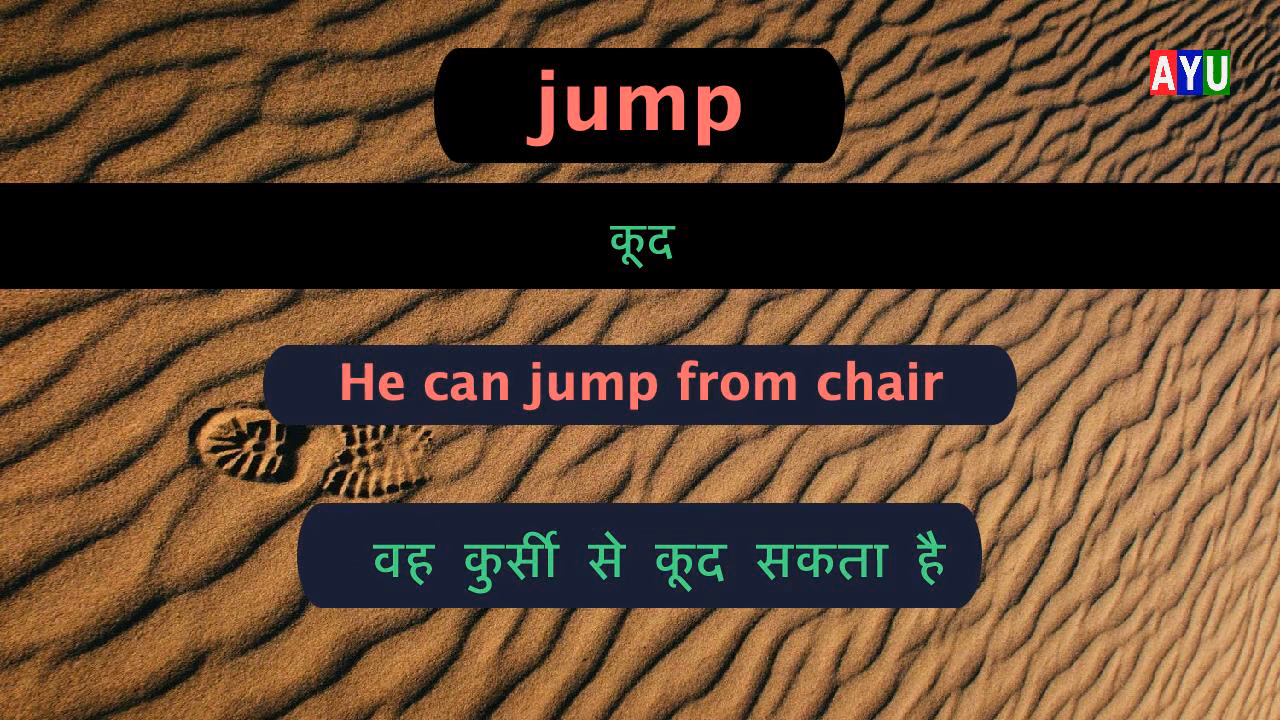 jump
AYU
कूद
He can jump from chair
वह कुर्सी से कूद सकता है